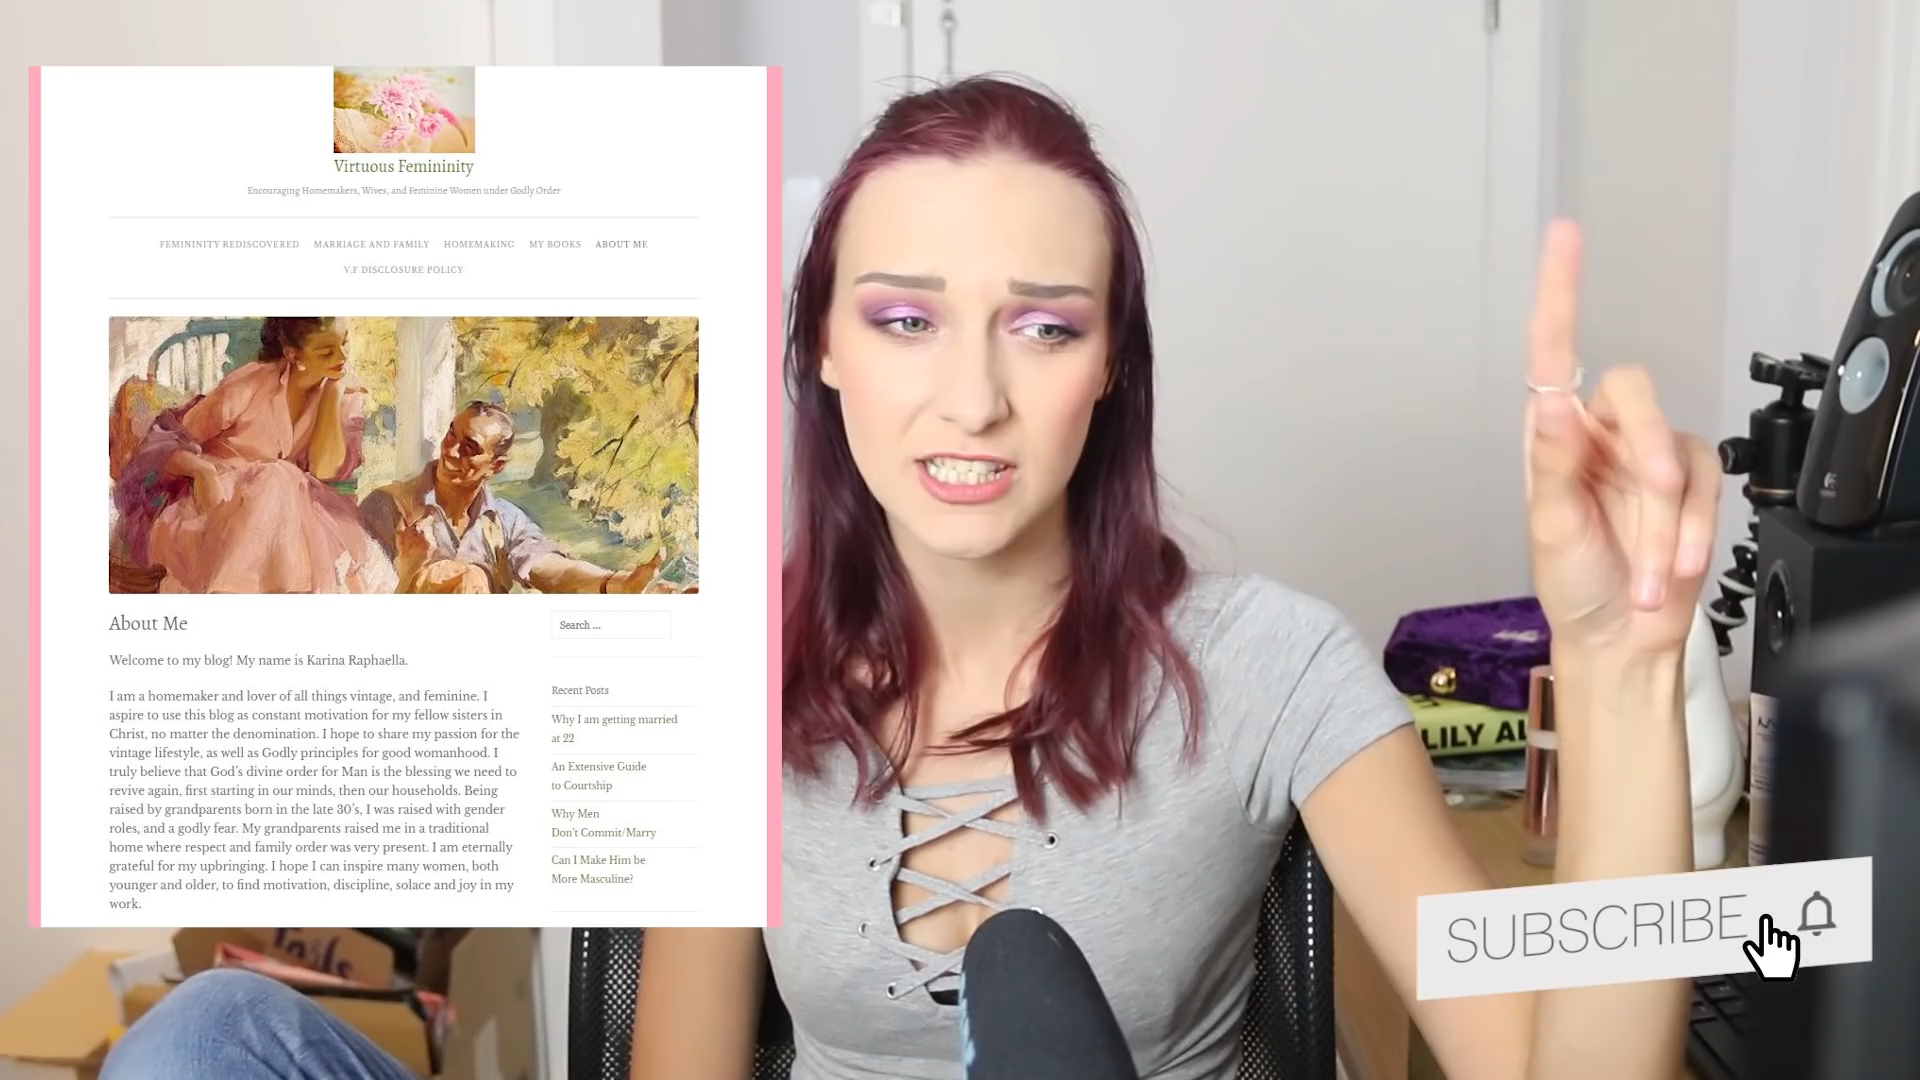 Virtuous Femininity
Encouraging Homemakers, Wives, and Feminine Women under Godly Order
FEMININITY REDISCOVERED MARRIAGE AND FAMILY HOMEMAKING MY BOOKS ABOUT ME
V.F DISCLOSURE POLICY
About Me
Welcome to my blog! My name is Karina Raphaella.
I am a homemaker and lover of all things vintage, and feminine. I
aspire to use this blog as constant motivation for my fellow sisters in
Christ, no matter the denomination. I hope to share my passion for the
vintage lifestyle, as well as Godly principles for good womanhood. I
truly believe that God's divine order for Man is the blessing we need to
revive again, first starting in our minds, then our households. Being
raised by grandparents born in the late 30's, I was raised with gender
roles, and a godly fear. My grandparents raised me in a traditional
home where respect and family order was very present. I am eternally
grateful for my upbringing. I hope I can inspire many women, both
younger and older, to find motivation, discipline, solace and joy in my
work.
Search ...
Recent Posts
Why I am getting married
at 22
An Extensive Guide
to Courtship
Why Men
Don't Commit/Marry
Can I Make Him be
More Masculine?
LILY AL
SUBSCRIBE